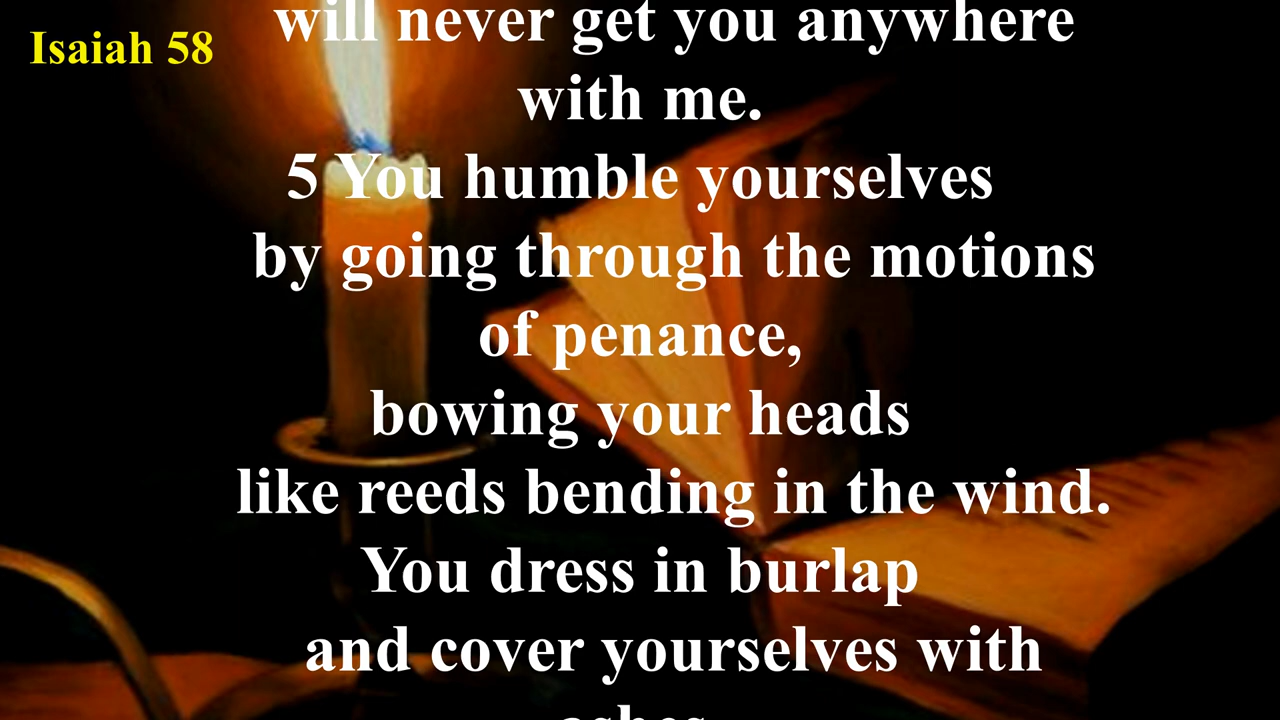 Isaiah 58
will never get you anywhere
with me.
5 You humble yourselves
by going through the motions
of penance,
bowing your heads
like reeds bending in the wind.
You dress in burlap
and cover yourselves with